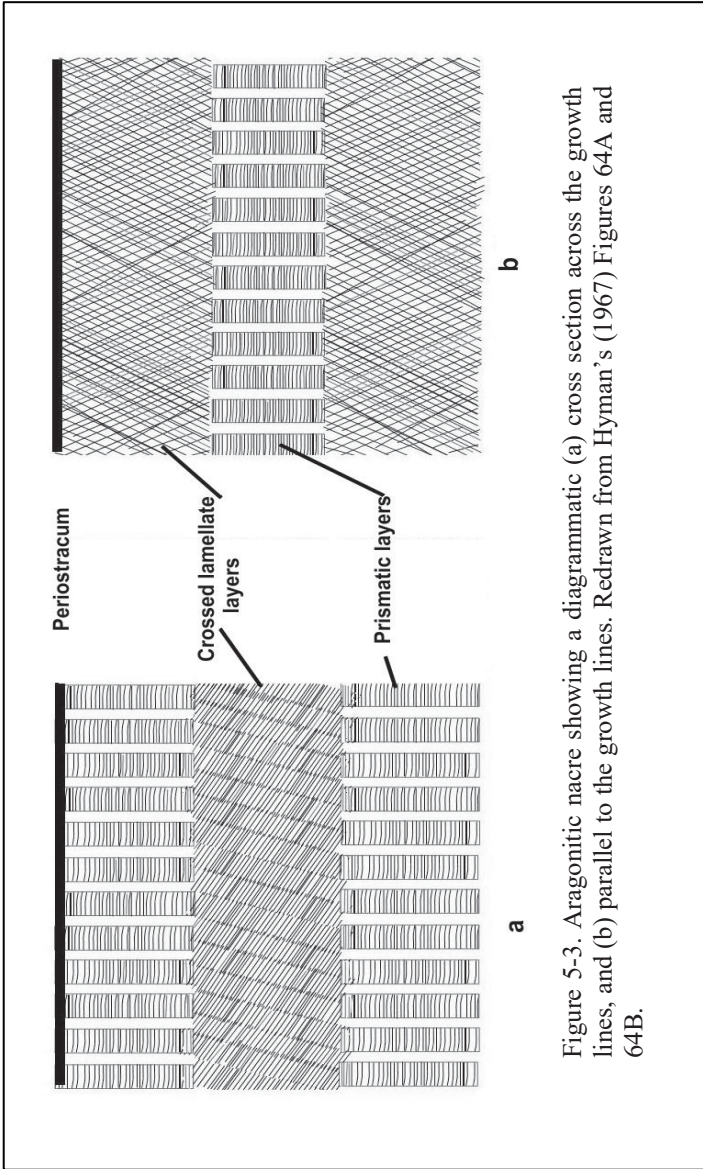 Periostracum
Crossed lamellate
layers
Prismatic layers
a
b
Figure 5-3. Aragonitic nacre showing a diagrammatic (a) cross section across the growth
lines, and (b) parallel to the growth lines. Redrawn from Hyman's (1967) Figures 64A and
64B.